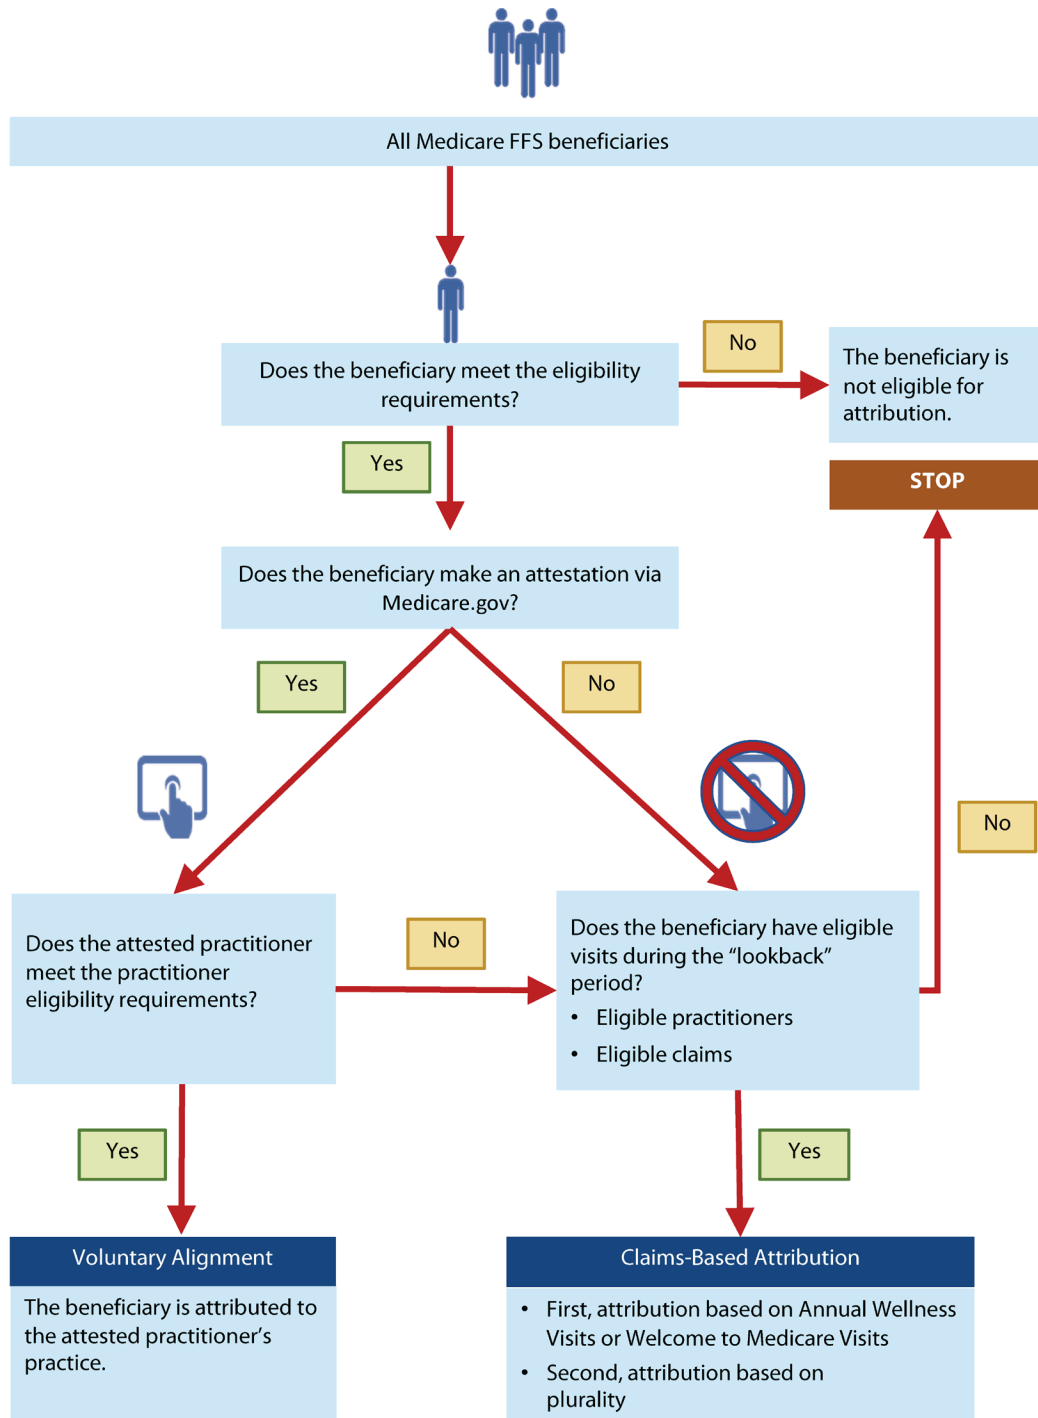 All Medicare FFS beneficiaries
Does the beneficiary meet the eligibility
requirements?
No
The beneficiary is
not eligible for
attribution.
STOP
Yes
Does the beneficiary make an attestation via
Medicare.gov?
Yes
No
Does the attested practitioner
meet the practitioner
eligibility requirements?
No
Does the beneficiary have eligible
visits during the “lookback”
period?
• Eligible practitioners
• Eligible claims
No
Yes
Yes
Voluntary Alignment
The beneficiary is attributed to
the attested practitioner’s
practice.
Claims-Based Attribution
• First, attribution based on Annual Wellness
Visits or Welcome to Medicare Visits
• Second, attribution based on
plurality